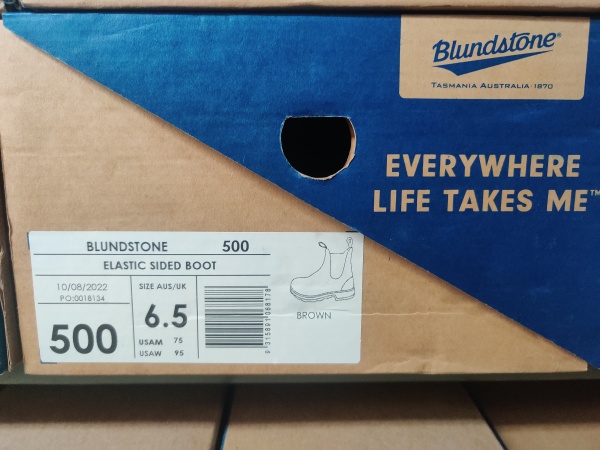 Blundstone®
TASMANIA AUSTRALIA 1870
EVERYWHERE
LIFE TAKES ME™
BLUNDSTONE 500
ELASTIC SIDED BOOT
10/08/2022
PO:0018134
500
SIZE AUS/UK
6.5
USAM 75
USAW 95
9315891068178
BROWN